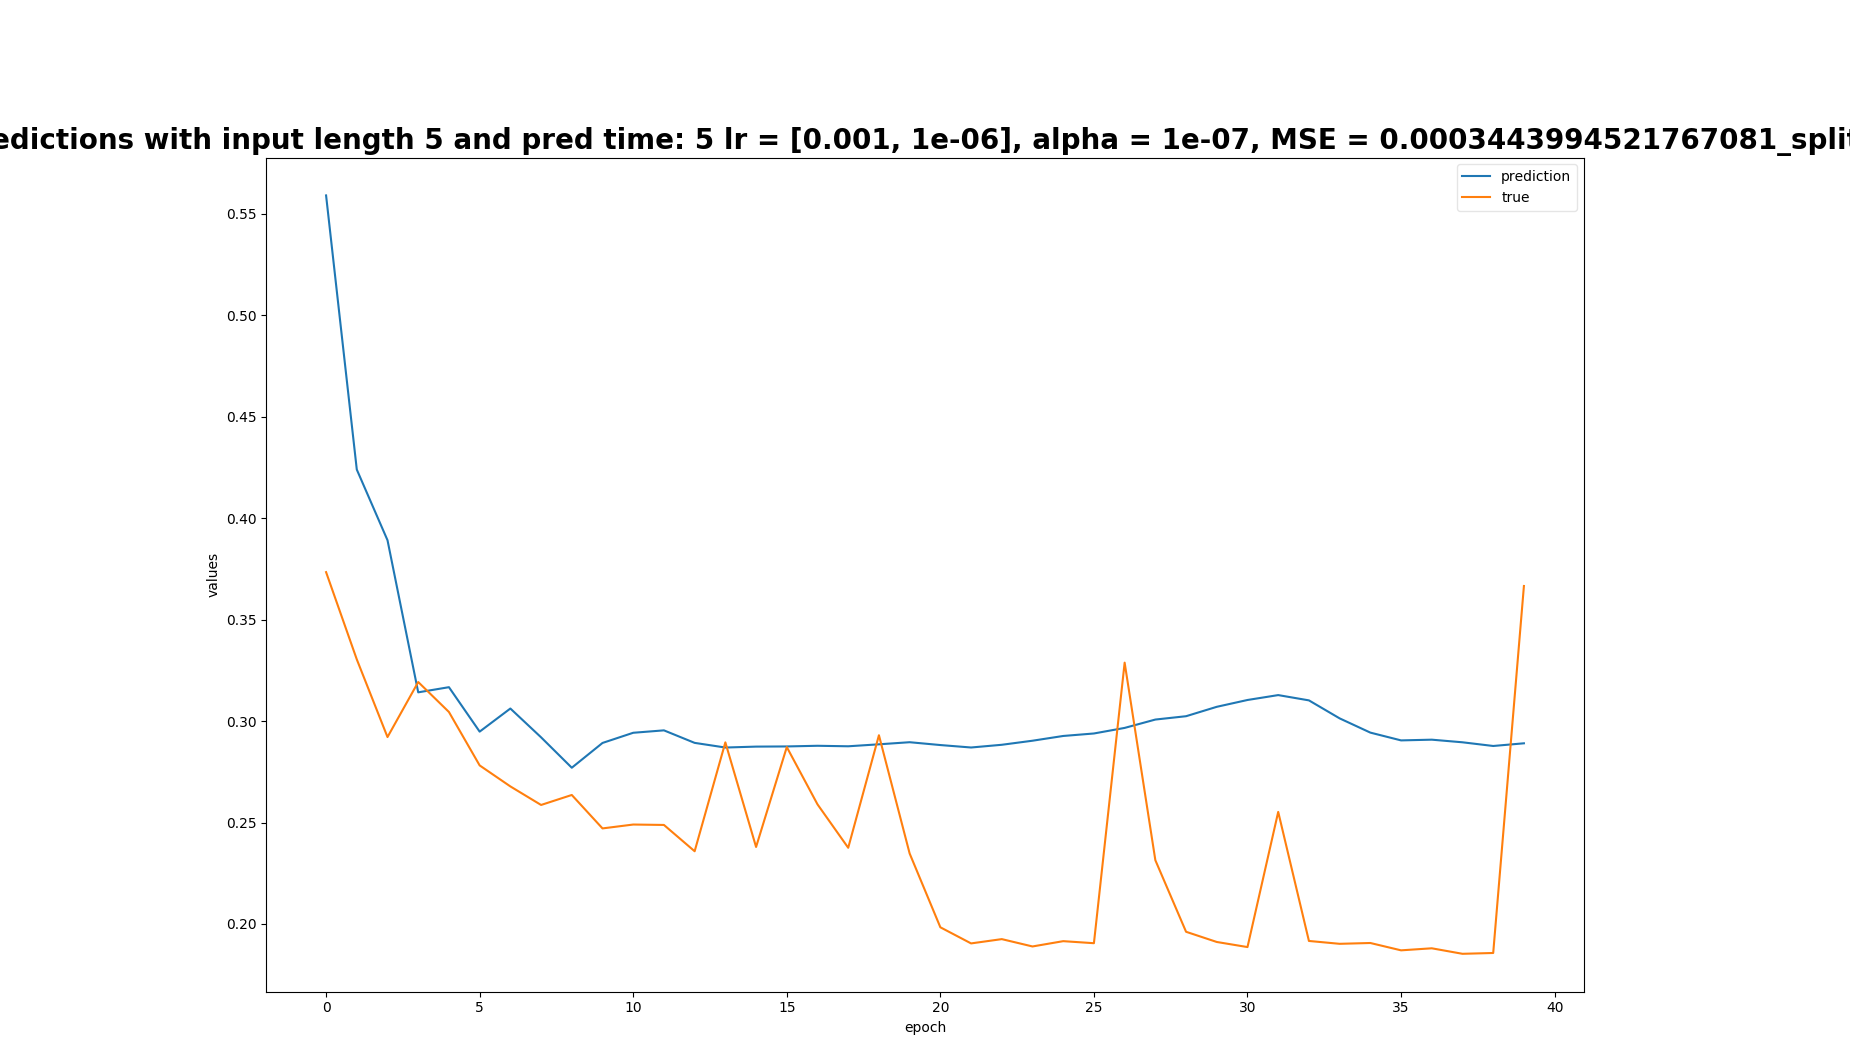 edictions with input length 5 and pred time: 5 lr = [0.001, 1e-06], alpha = 1e-07, MSE = 0.0003443994521767081_split
prediction
true
0.55
0.50
0.45
0.40
0.35
0.30
0.25
0.20
values
0 5 10 15 20 25 30 35 40
epoch